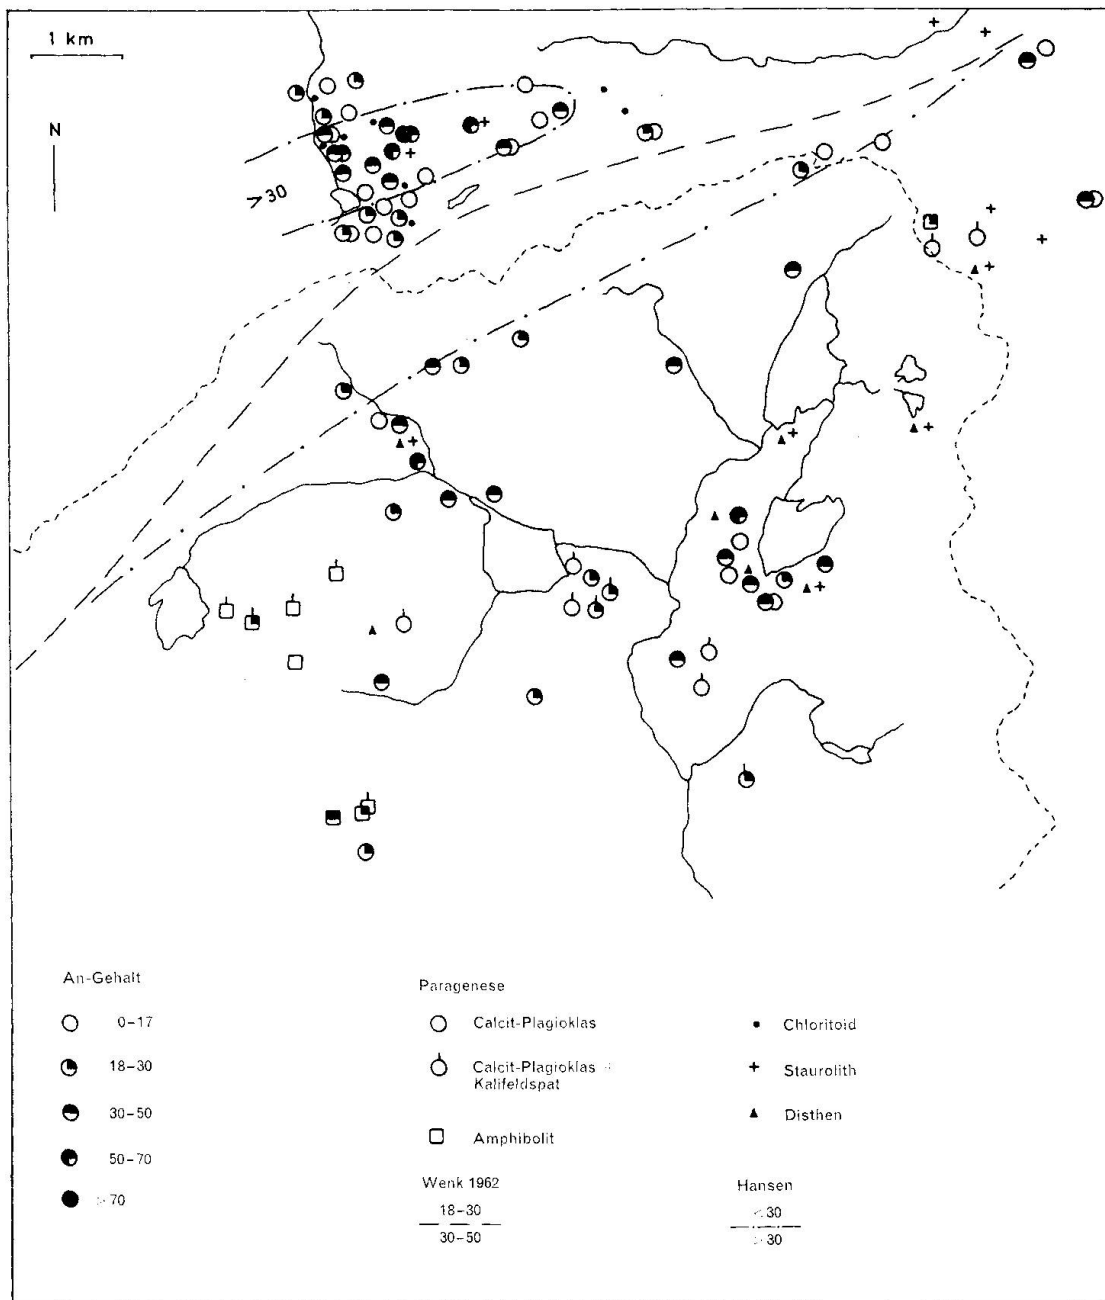 1 km
N
>30
An-Gehalt
0–17
18–30
30–50
50–70
>70
Paragenese
Calcit-Plagioklas
Calcit-Plagioklas +
Kalifeldspat
Amphibolit
Chloritoid
Staurolith
Disthen
Wenk 1962
18–30
30–50
Hansen
<30
>30